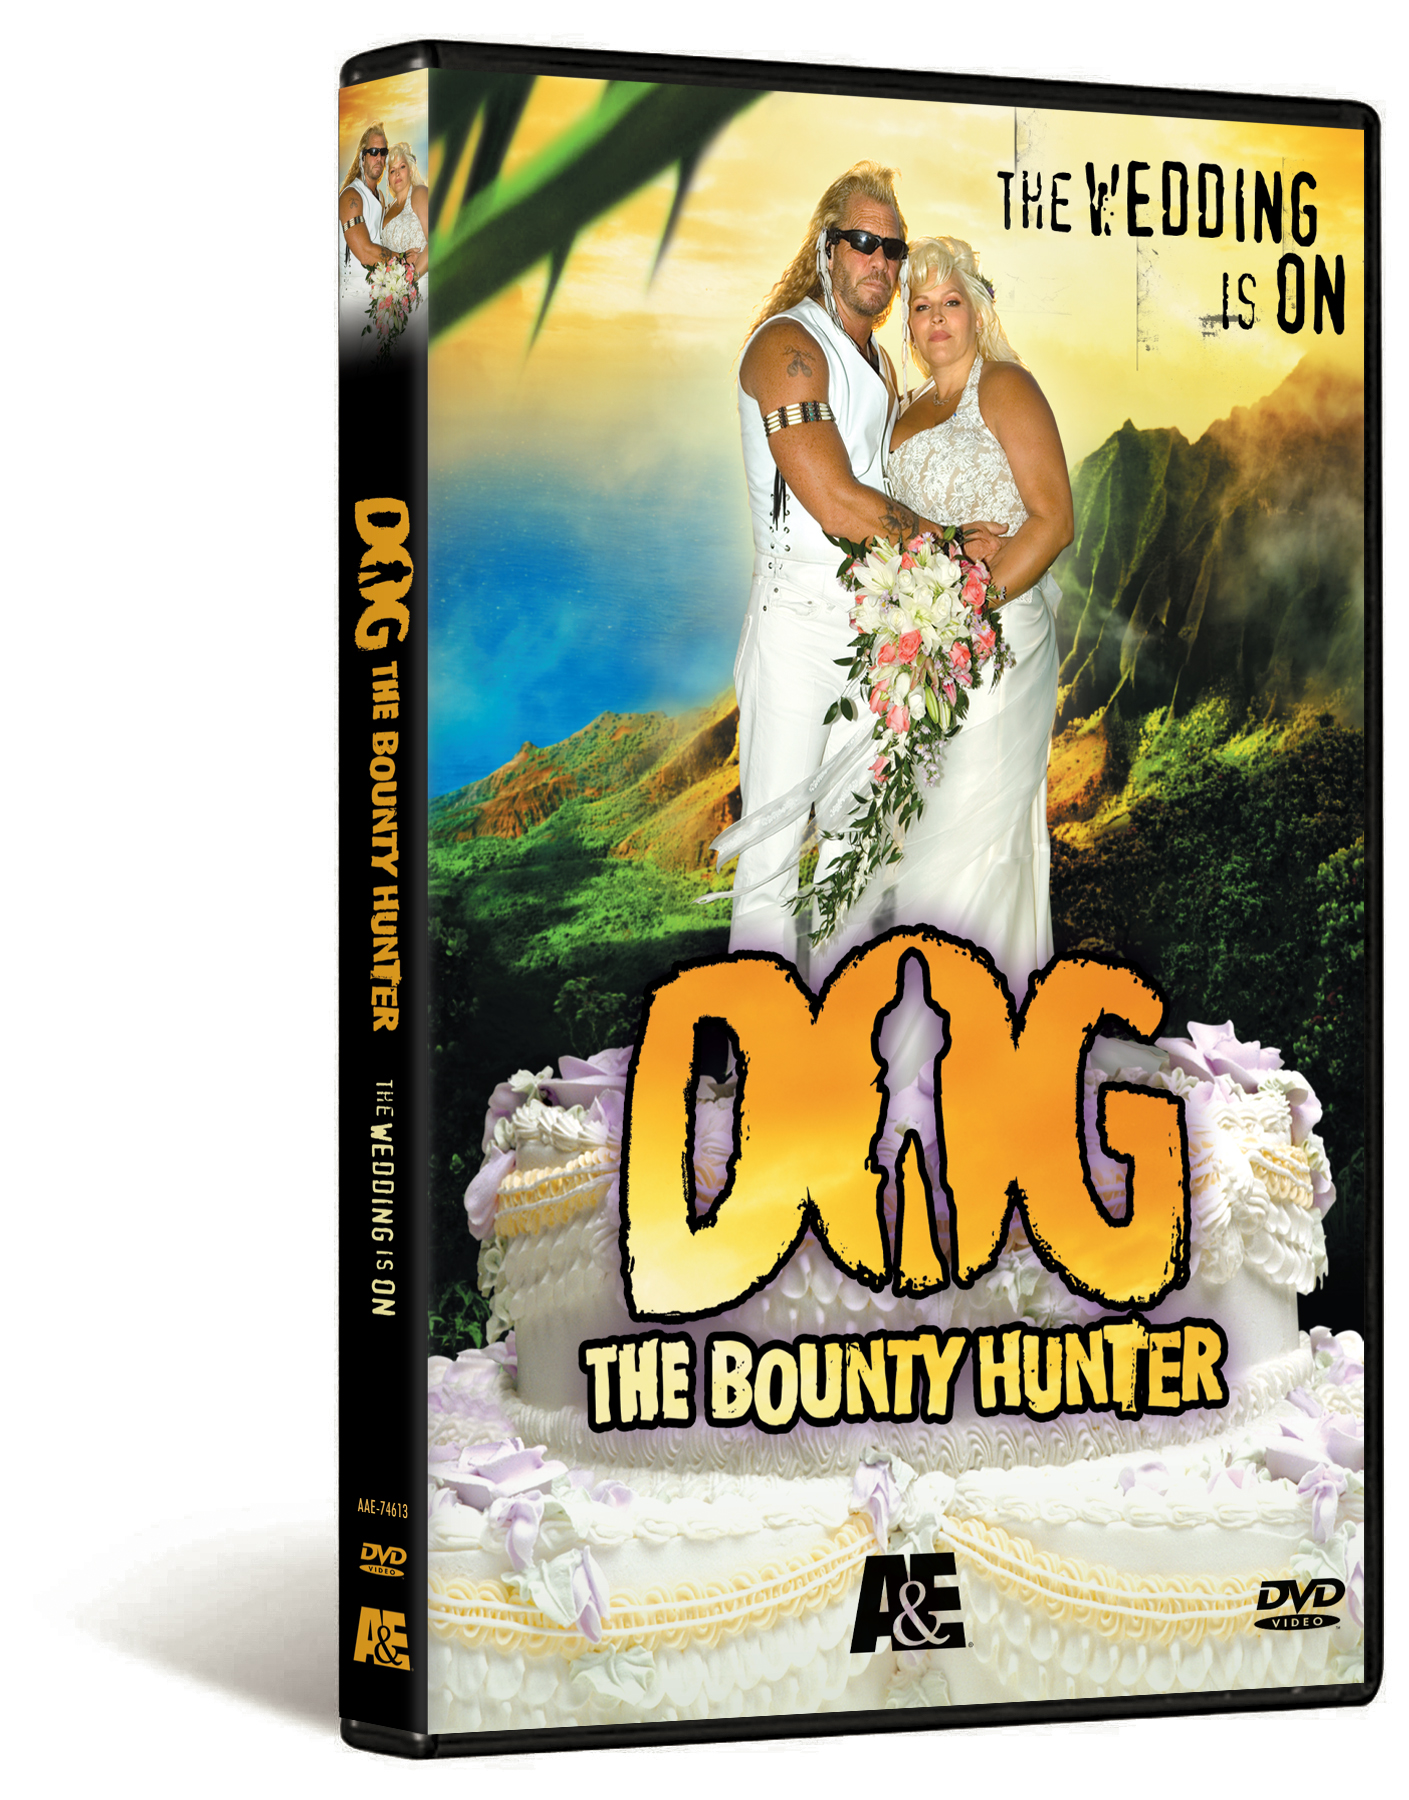 THE WEDDING
IS ON
DOG
THE BOUNTY HUNTER
A&E
DVD
VIDEO
DOG THE BOUNTY HUNTER
THE WEDDING IS ON
AAE-74613
DVD
VIDEO
A&E